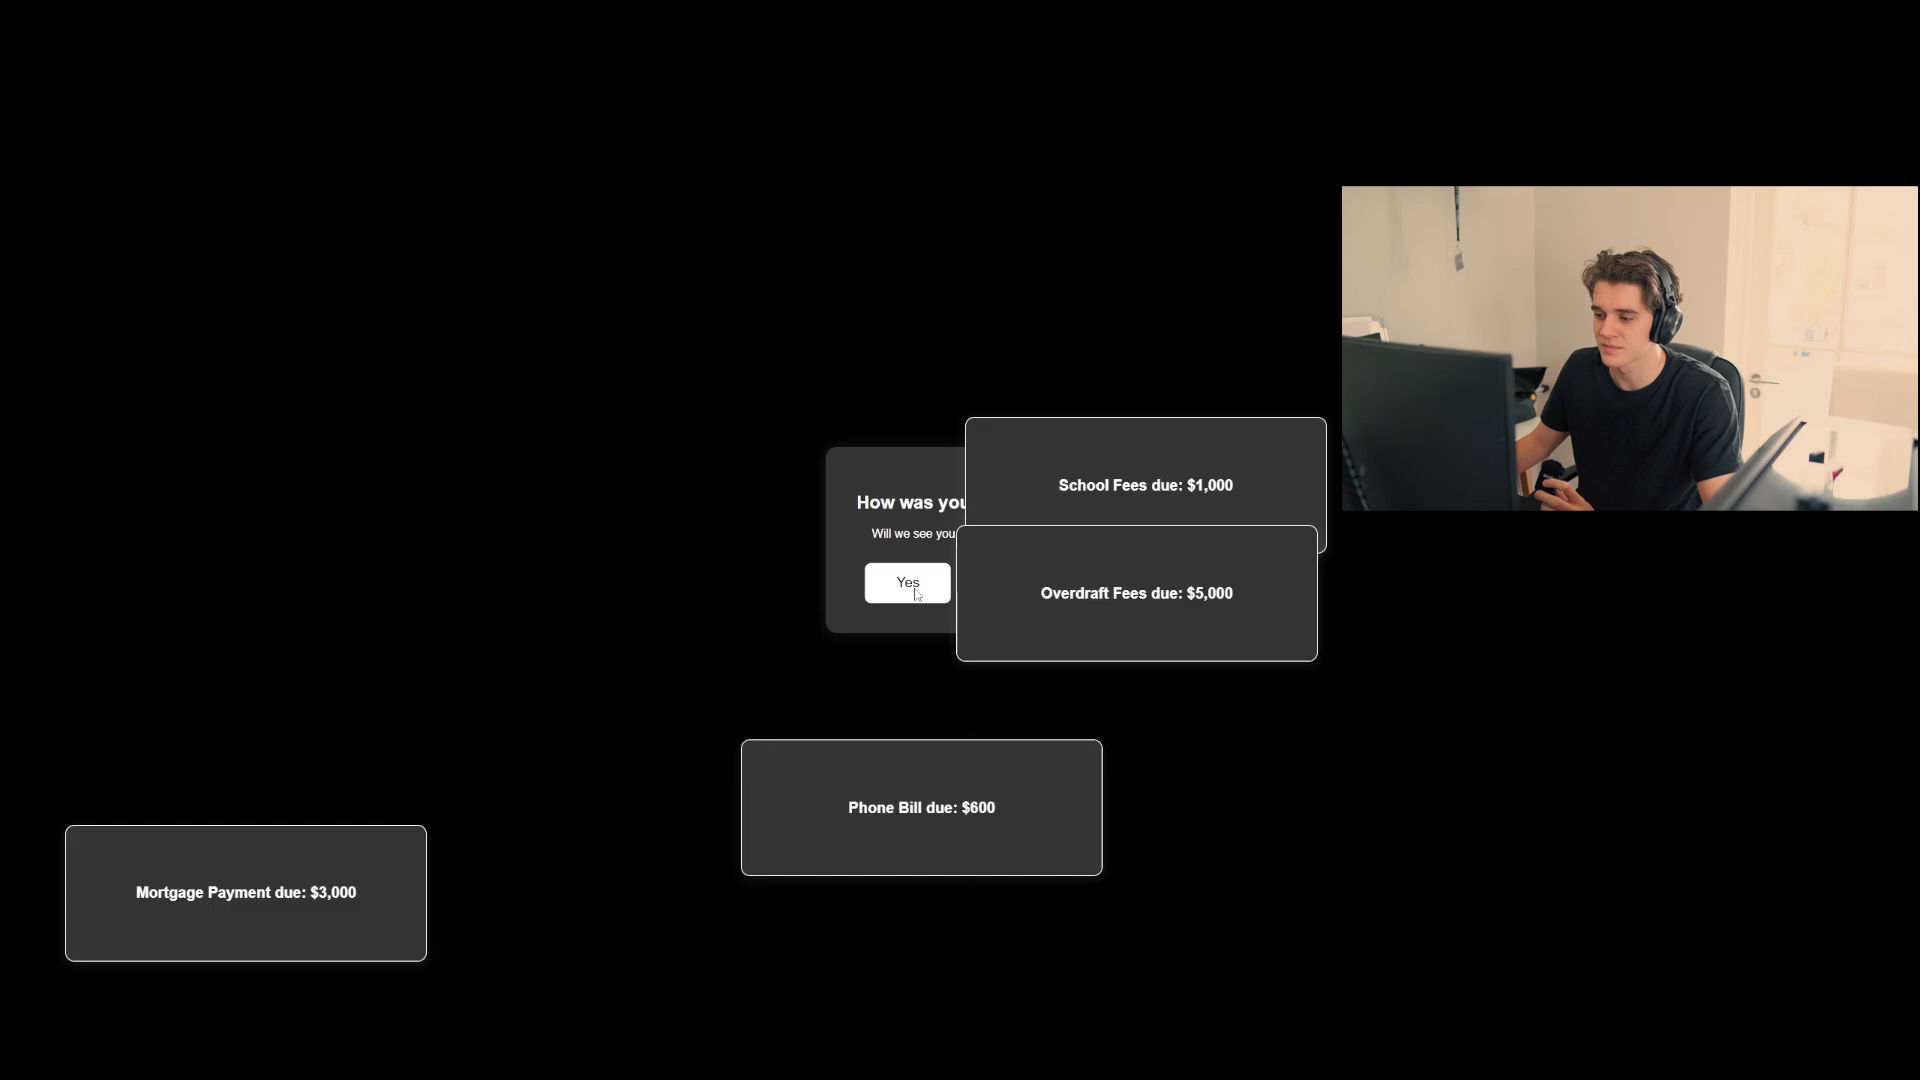 School Fees due: $1,000
How was you
Will we see you
Yes
Overdraft Fees due: $5,000
Phone Bill due: $600
Mortgage Payment due: $3,000